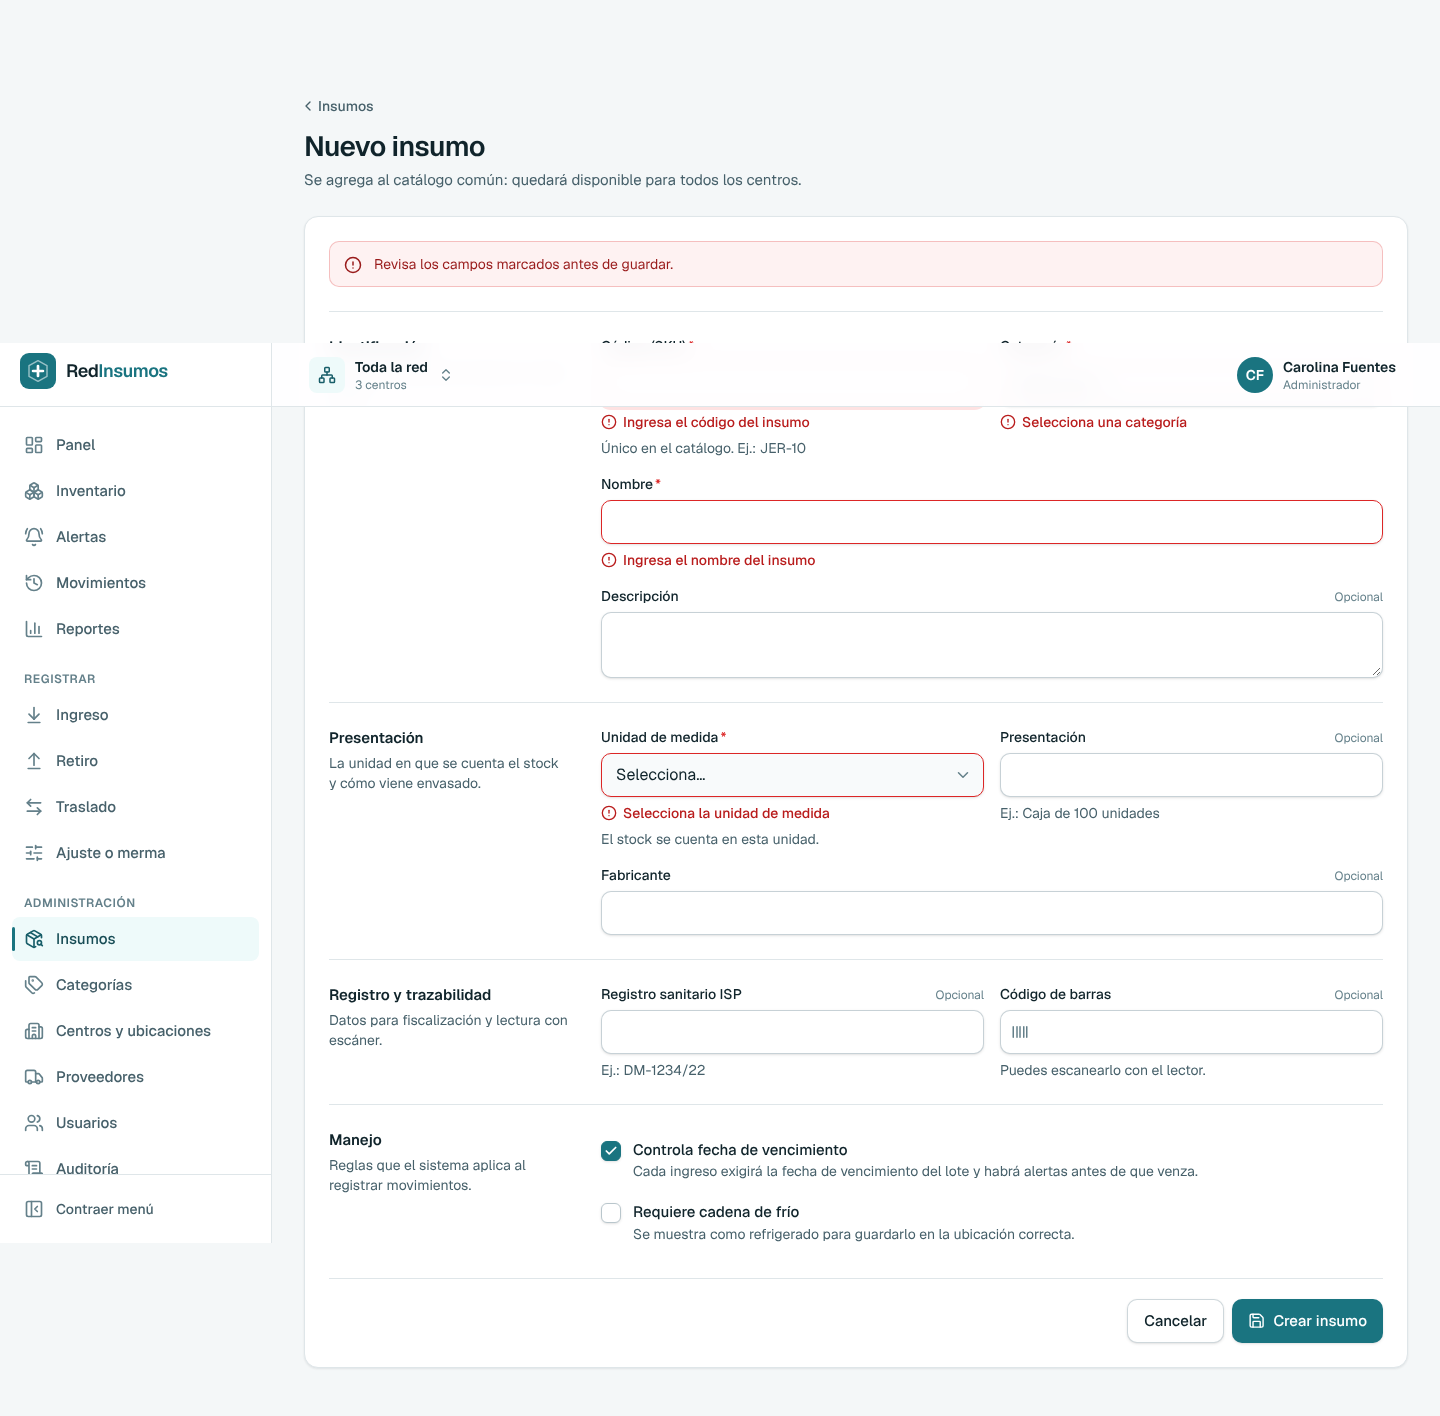 Insumos
Nuevo insumo
Se agrega al catálogo común: quedará disponible para todos los centros.
Revisa los campos marcados antes de guardar.
RedInsumos
Toda la red
3 centros
CF
Carolina Fuentes
Administrador
Panel
Inventario
Alertas
Movimientos
Reportes
REGISTRAR
Ingreso
Retiro
Traslado
Ajuste o merma
ADMINISTRACIÓN
Insumos
Categorías
Centros y ubicaciones
Proveedores
Usuarios
Auditoría
Contraer menú
Ingresa el código del insumo
Selecciona una categoría
Único en el catálogo. Ej.: JER-10
Nombre*
Ingresa el nombre del insumo
Descripción
Opcional
Presentación
La unidad en que se cuenta el stock
y cómo viene envasado.
Unidad de medida*
Selecciona...
Selecciona la unidad de medida
El stock se cuenta en esta unidad.
Presentación
Opcional
Ej.: Caja de 100 unidades
Fabricante
Opcional
Registro y trazabilidad
Datos para fiscalización y lectura con
escáner.
Registro sanitario ISP
Opcional
Ej.: DM-1234/22
Código de barras
Opcional
Puedes escanearlo con el lector.
Manejo
Reglas que el sistema aplica al
registrar movimientos.
Controla fecha de vencimiento
Cada ingreso exigirá la fecha de vencimiento del lote y habrá alertas antes de que venza.
Requiere cadena de frío
Se muestra como refrigerado para guardarlo en la ubicación correcta.
Cancelar
Crear insumo